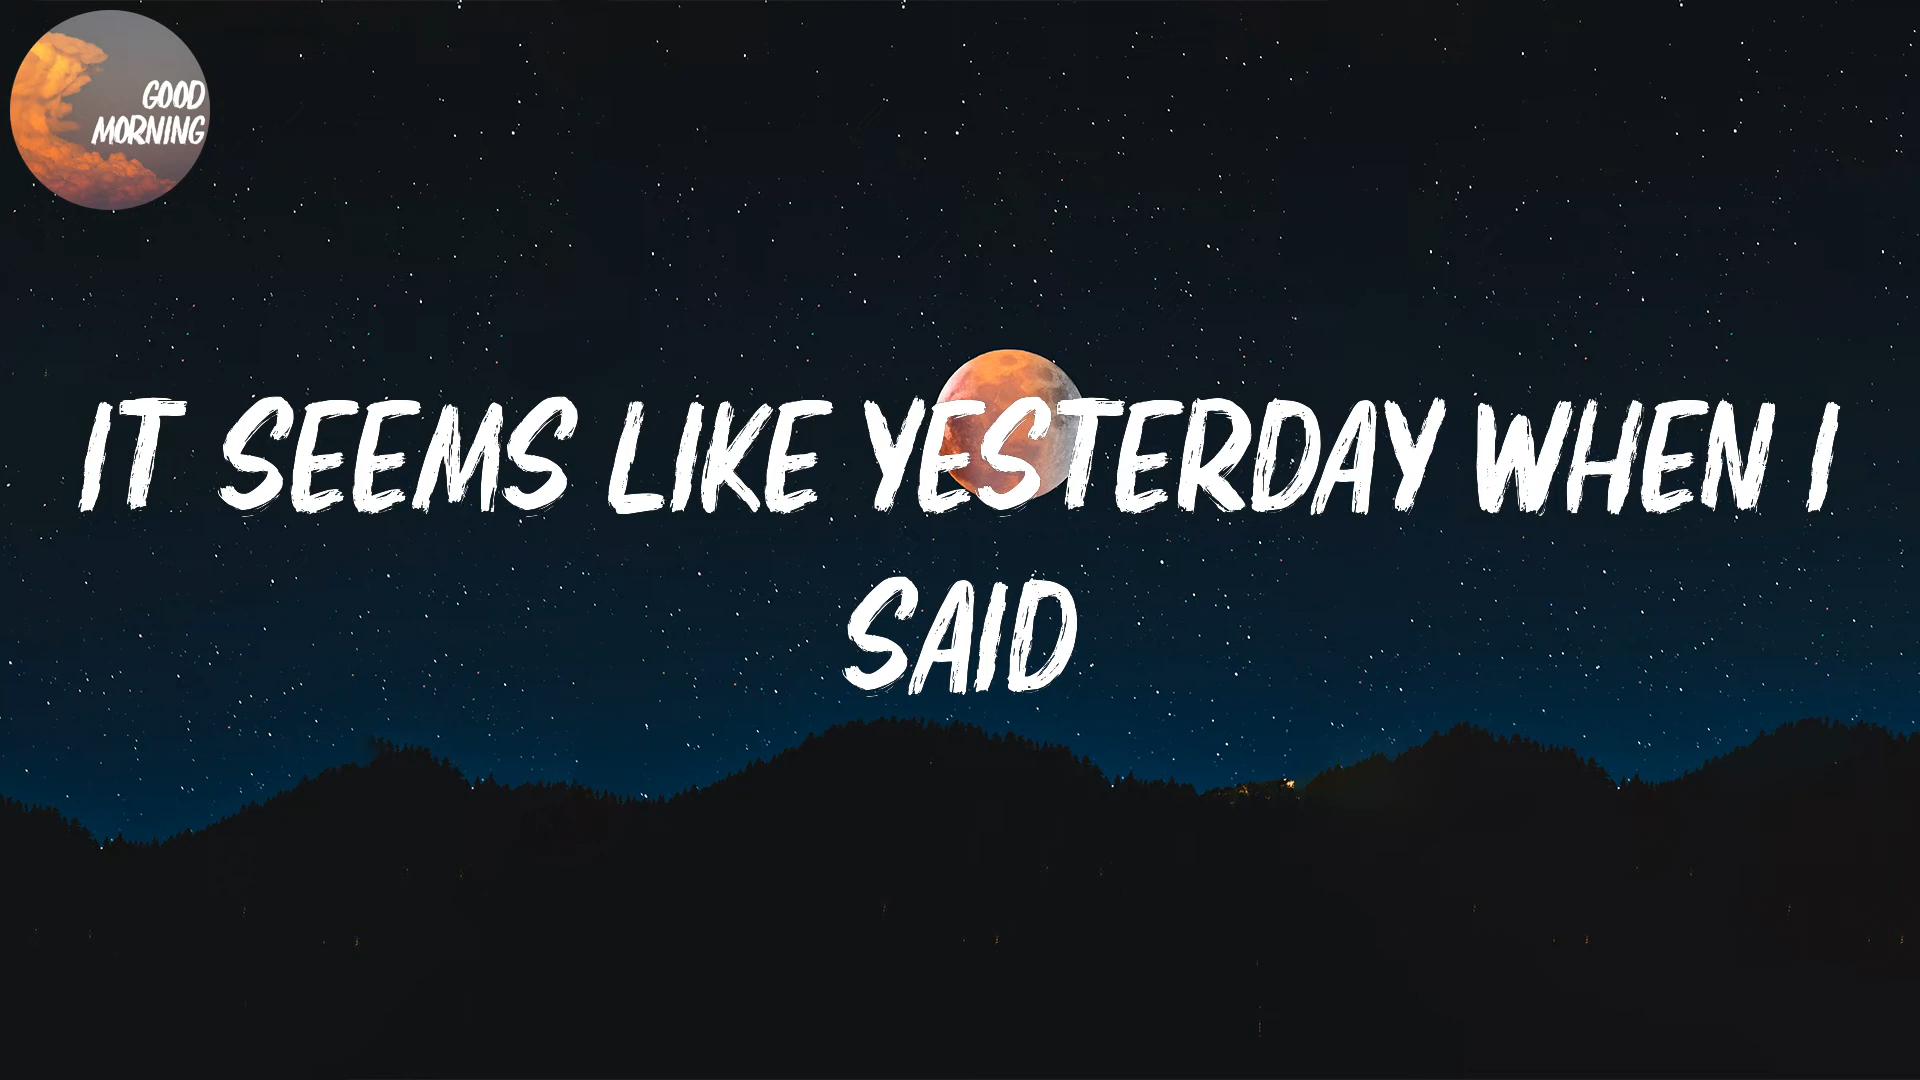 GOOD
MORNING
IT SEEMS LIKE YESTERDAY WHEN I
SAID